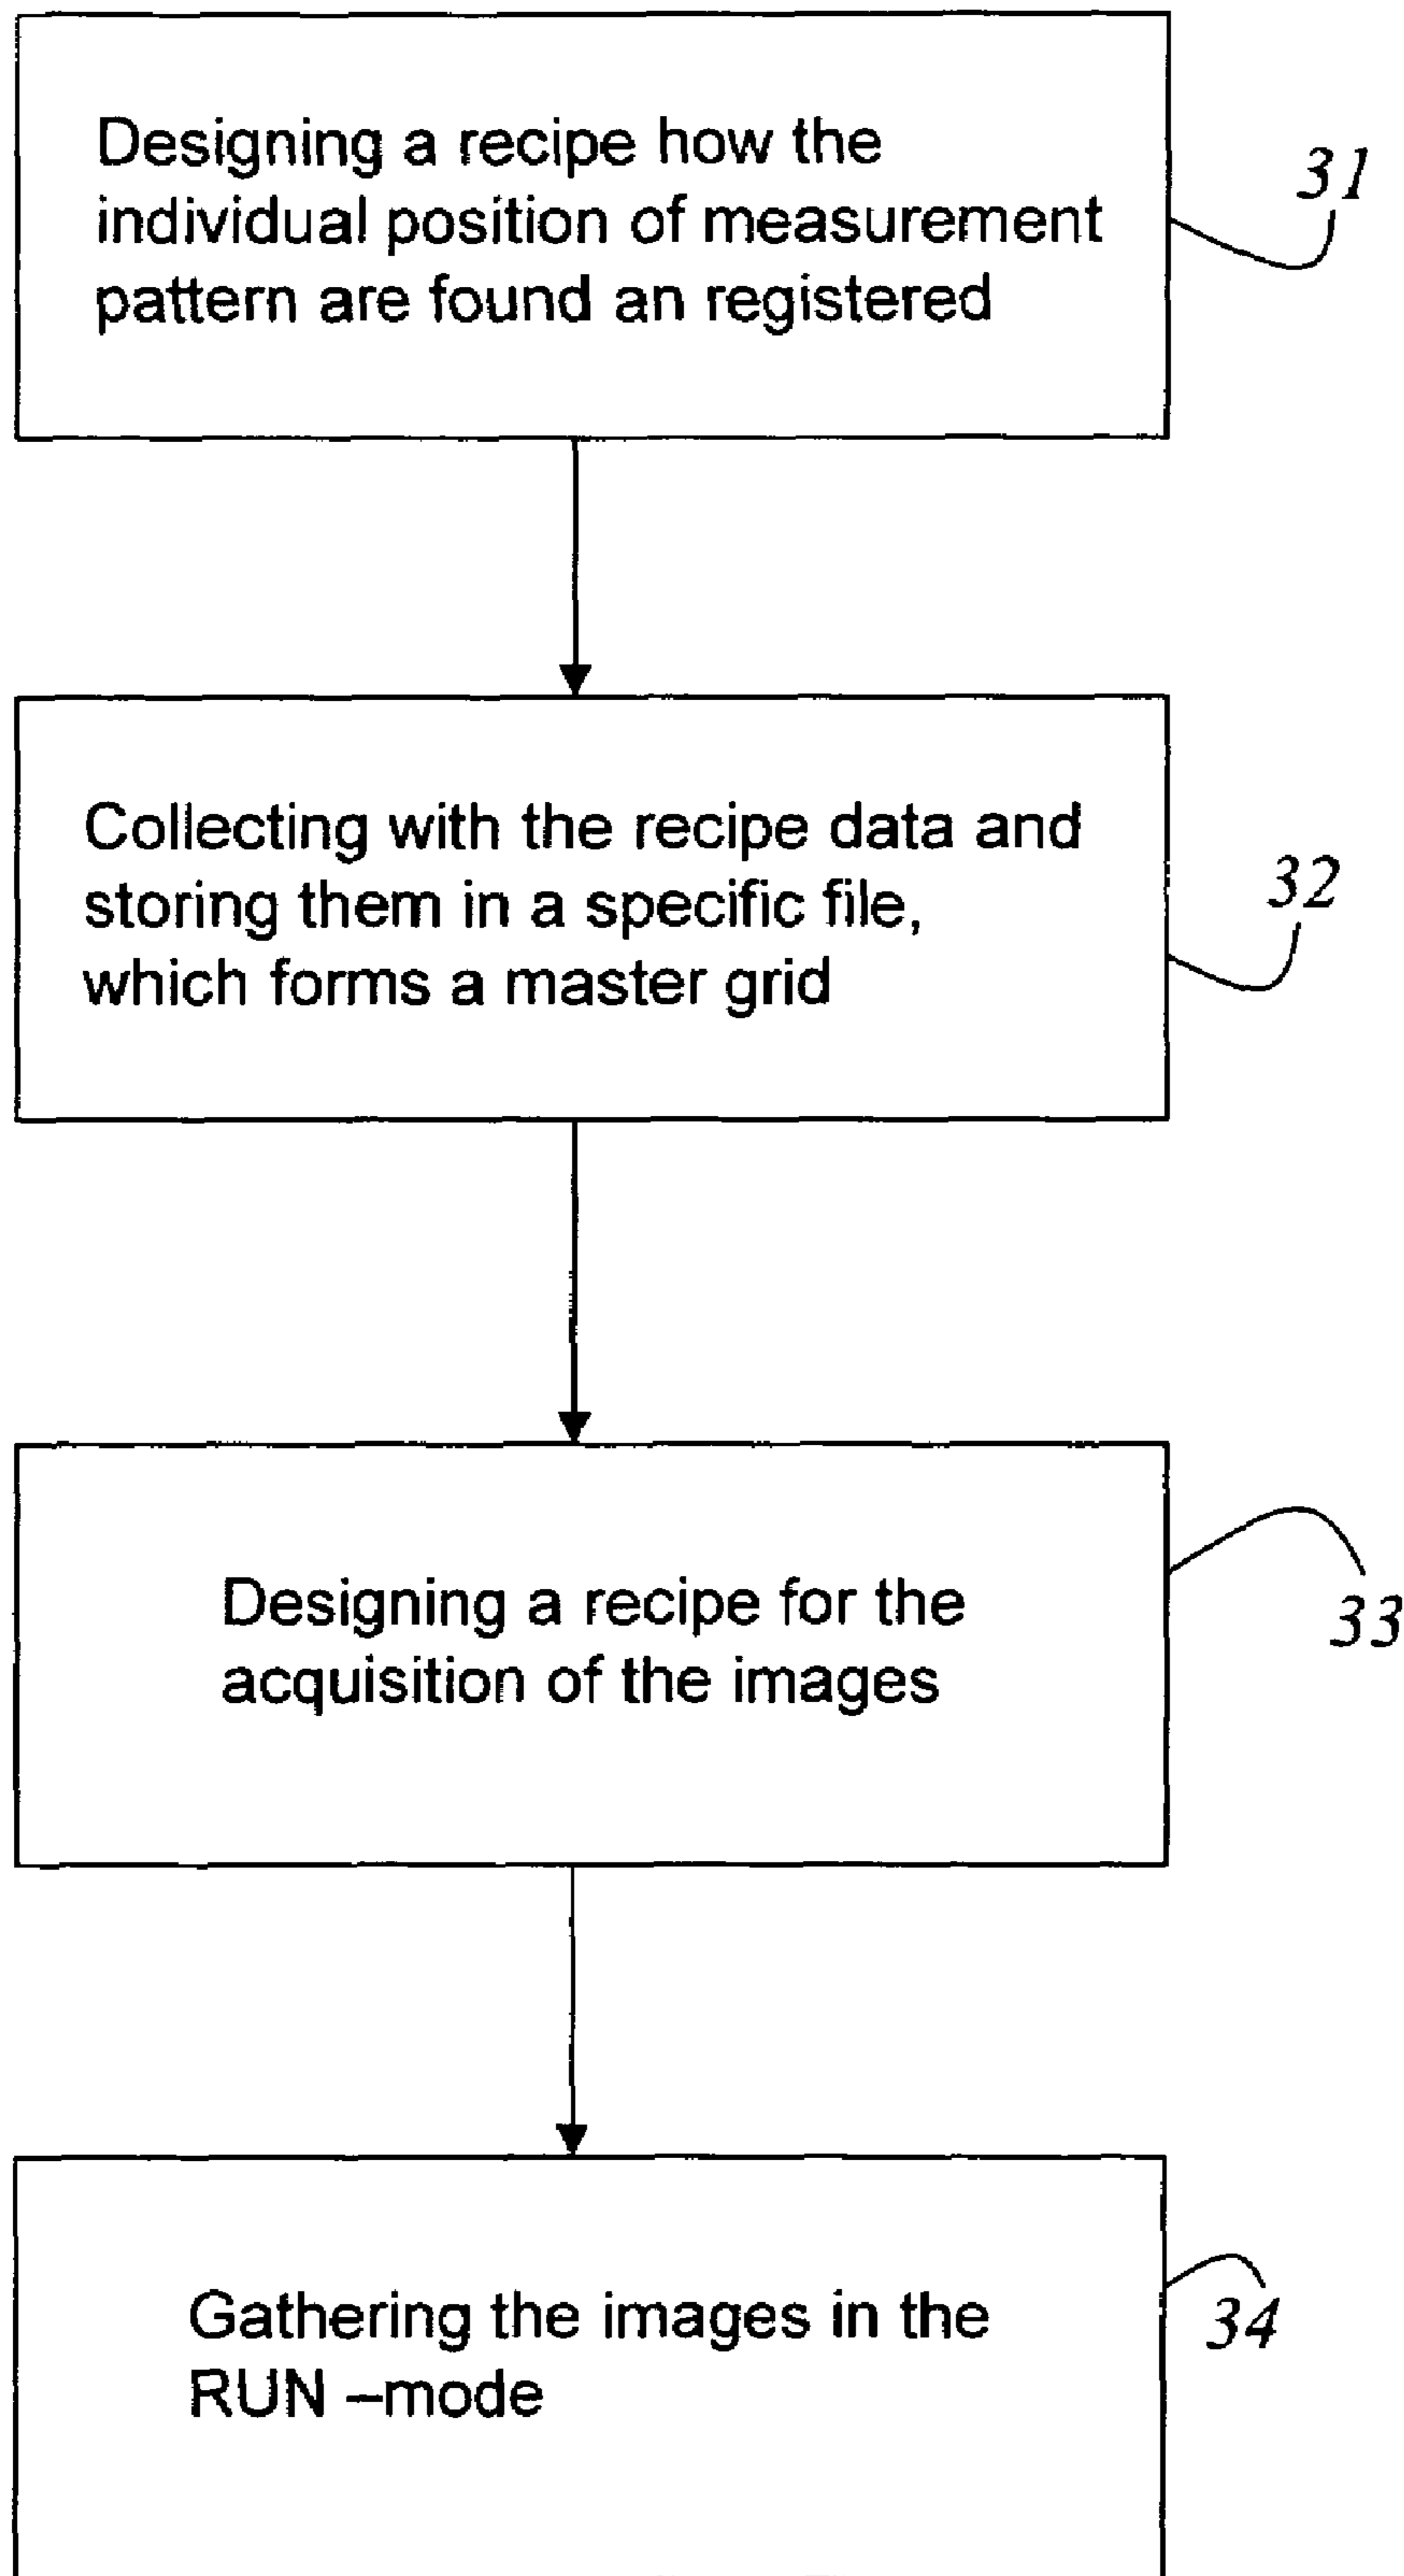 Designing a recipe how the
individual position of measurement
pattern are found an registered
31
Collecting with the recipe data and
storing them in a specific file,
which forms a master grid
32
Designing a recipe for the
acquisition of the images
33
Gathering the images in the
RUN –mode
34